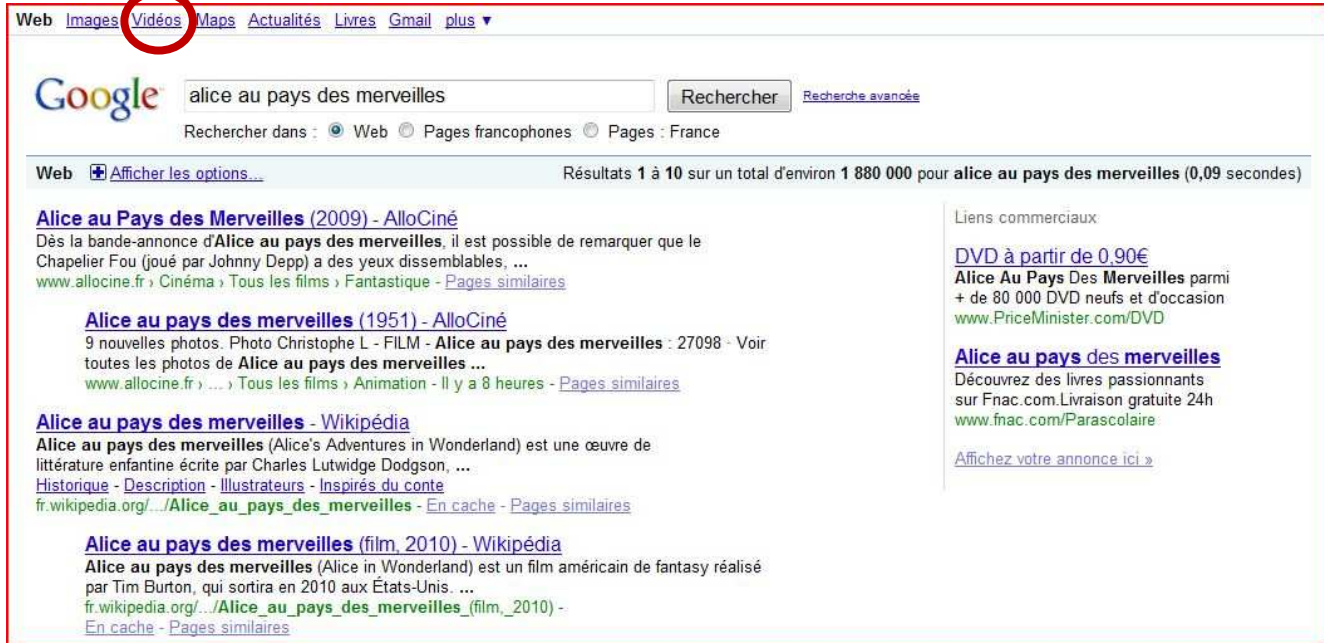 Web Images Vidéos Maps Actualités Livres Gmail plus ▼
Google alice au pays des merveilles Rechercher Recherche avancée
Rechercher dans : Web Pages francophones Pages : France
Web Afficher les options... Résultats 1 à 10 sur un total d'environ 1 880 000 pour alice au pays des merveilles (0,09 secondes)
Alice au Pays des Merveilles (2009) - AlloCiné
Dès la bande-annonce d'Alice au pays des merveilles, il est possible de remarquer que le
Chapelier Fou (joué par Johnny Depp) a des yeux dissemblables, ...
www.allocine.fr › Cinéma › Tous les films › Fantastique - Pages similaires
Alice au pays des merveilles (1951) - AlloCiné
9 nouvelles photos. Photo Christophe L - FILM - Alice au pays des merveilles : 27098 · Voir
toutes les photos de Alice au pays des merveilles ...
www.allocine.fr › ... › Tous les films › Animation - Il y a 8 heures - Pages similaires
Alice au pays des merveilles - Wikipédia
Alice au pays des merveilles (Alice's Adventures in Wonderland) est une œuvre de
littérature enfantine écrite par Charles Lutwidge Dodgson, ...
Historique - Description - Illustrateurs - Inspirés du conte
fr.wikipedia.org/.../Alice_au_pays_des_merveilles - En cache - Pages similaires
Alice au pays des merveilles (film, 2010) - Wikipédia
Alice au pays des merveilles (Alice in Wonderland) est un film américain de fantasy réalisé
par Tim Burton, qui sortira en 2010 aux États-Unis. ...
fr.wikipedia.org/.../Alice_au_pays_des_merveilles_(film,_2010) -
En cache - Pages similaires
Liens commerciaux
DVD à partir de 0,90€
Alice Au Pays Des Merveilles parmi
+ de 80 000 DVD neufs et d'occasion
www.PriceMinister.com/DVD
Alice au pays des merveilles
Découvrez des livres passionnants
sur Fnac.com.Livraison gratuite 24h
www.fnac.com/Parascolaire
Affichez votre annonce ici »